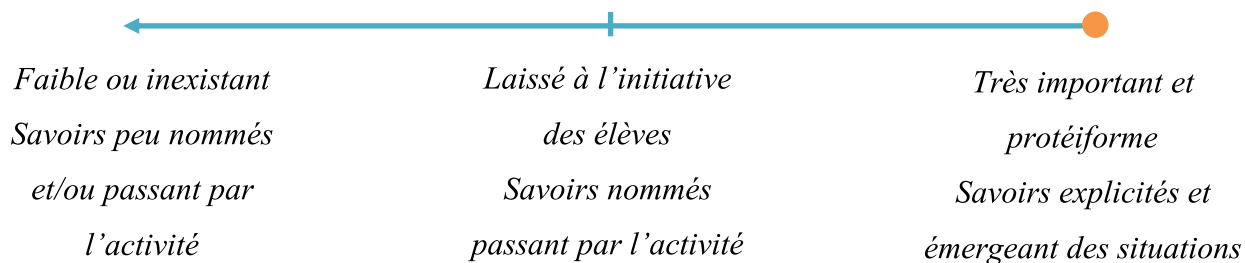 Faible ou inexistant
Savoirs peu nommés
et/ou passant par
l’activité
Laissé à l’initiative
des élèves
Savoirs nommés
passant par l’activité
Très important et
protéiforme
Savoirs explicités et
émergeant des situations